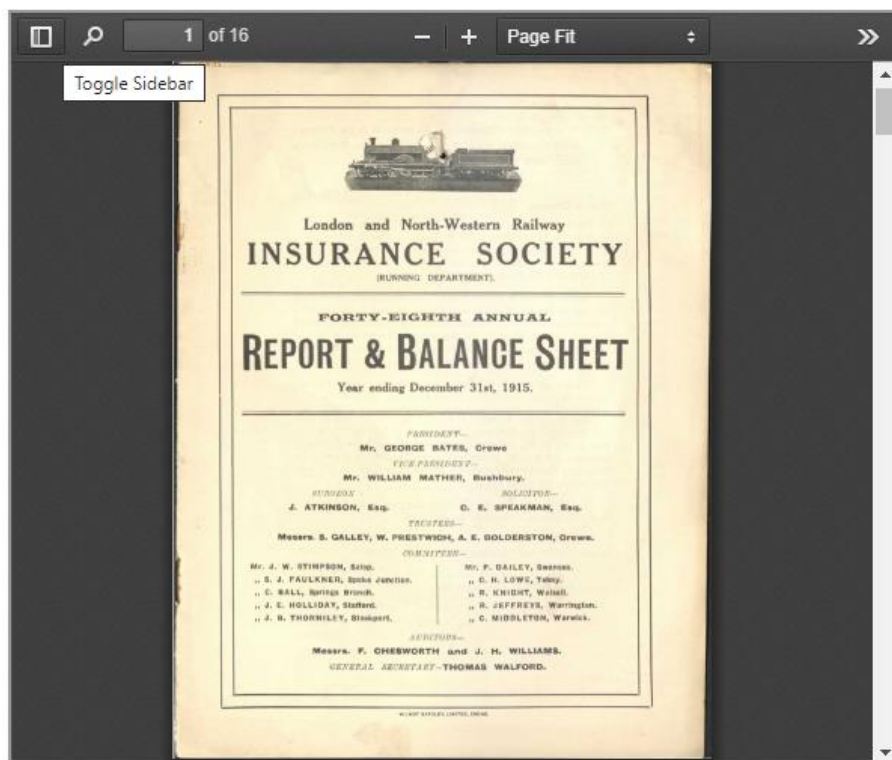 1 of 16
Page Fit
Toggle Sidebar
London and North-Western Railway
INSURANCE SOCIETY
(RUNNING DEPARTMENT).
FORTY-EIGHTH ANNUAL
REPORT & BALANCE SHEET
Year ending December 31st, 1915.
PRESIDENT—
Mr. GEORGE BATES, Crewe
VICE-PRESIDENT—
Mr. WILLIAM MATHER, Bushbury.
SURGEON SOLICITOR—
J. ATKINSON, Esq. C. E. SPEAKMAN, Esq.
TRUSTEES—
Messrs. S. GALLEY, W. PRESTWICH, A. E. BOLDERSTON, Crewe.
COMMITTEE—
Mr. J. W. STIMPSON, Salop.
„ S. J. FAULKNER, Speke Junction.
„ C. BALL, Springs Branch.
„ J. E. HOLLIDAY, Stafford.
„ J. B. THORNILEY, Stockport.
Mr. F. DAILEY, Swansea.
„ C. H. LOWE, Tebay.
„ R. KNIGHT, Walsall.
„ R. JEFFREYS, Warrington.
„ C. MIDDLETON, Warwick.
AUDITORS—
Messrs. F. CHESWORTH and J. H. WILLIAMS.
GENERAL SECRETARY—THOMAS WALFORD.